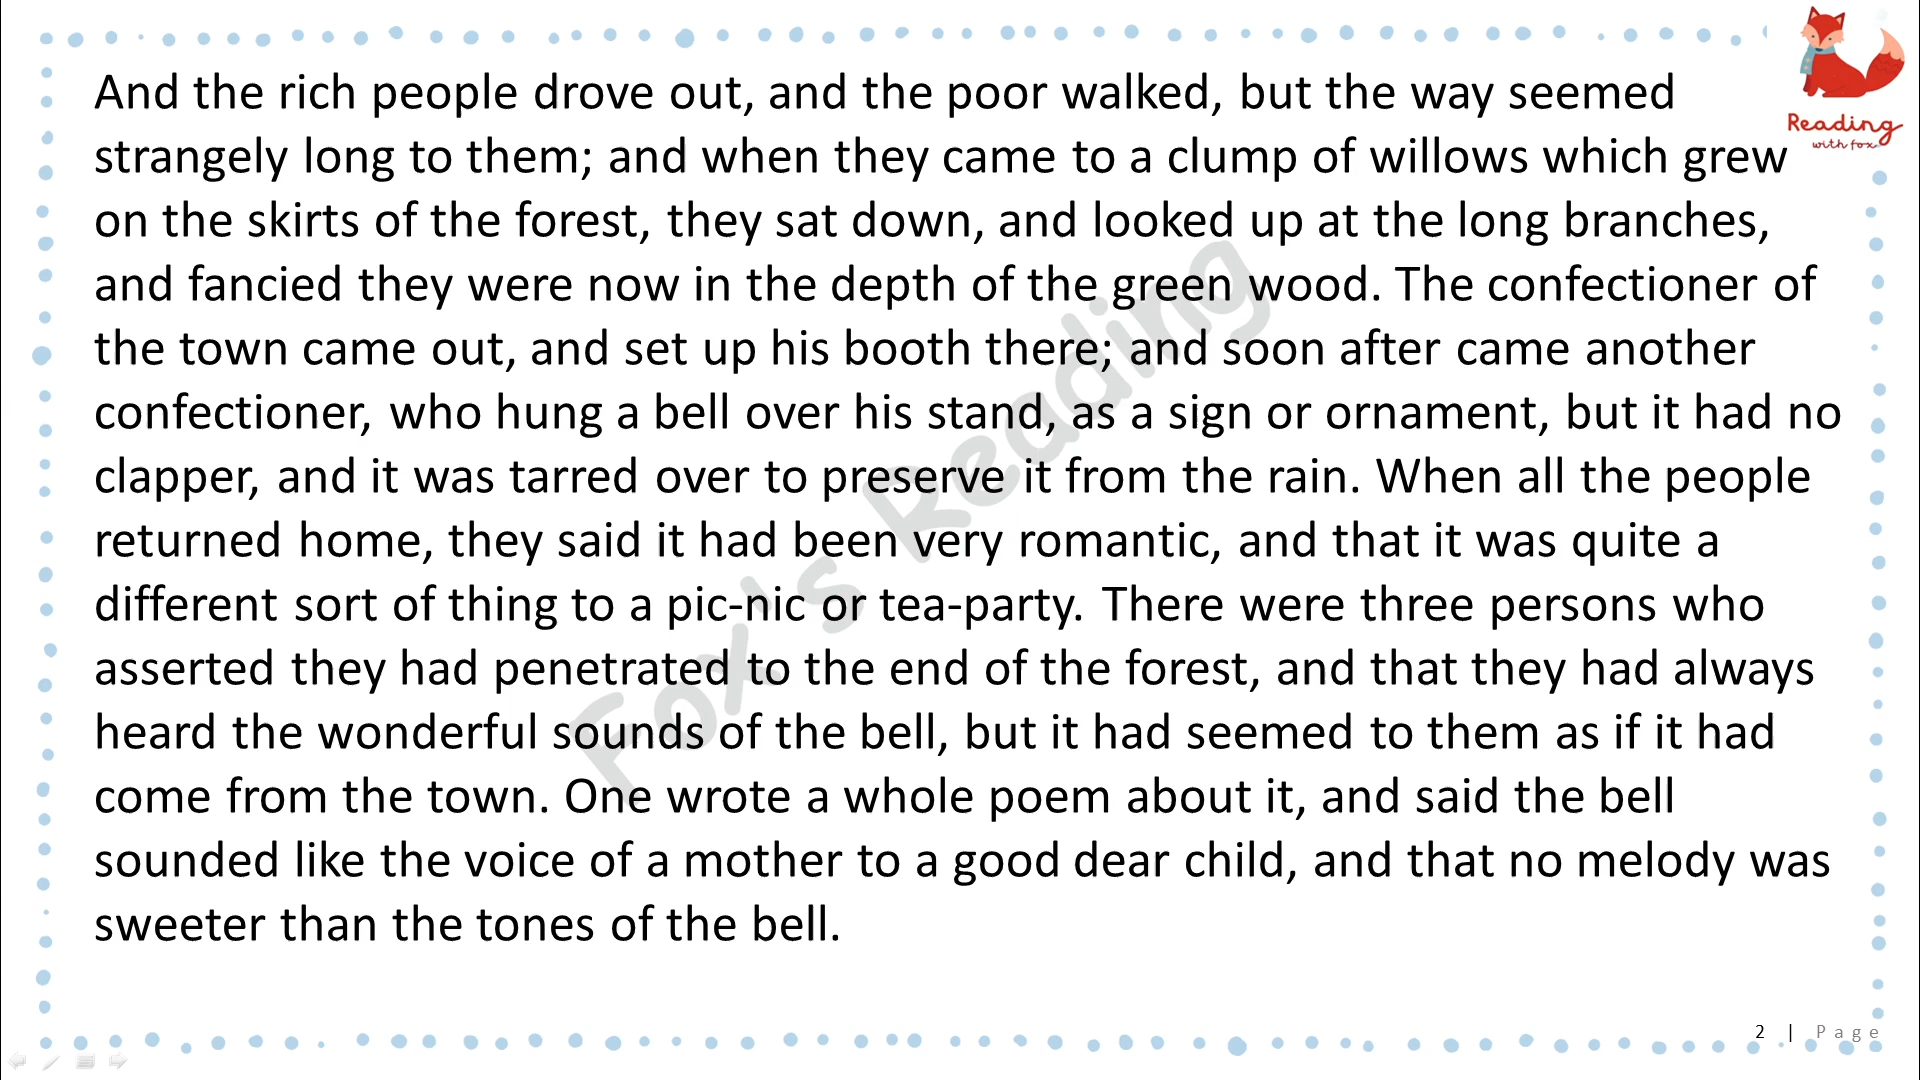 And the rich people drove out, and the poor walked, but the way seemed
strangely long to them; and when they came to a clump of willows which grew
on the skirts of the forest, they sat down, and looked up at the long branches,
and fancied they were now in the depth of the green wood. The confectioner of
the town came out, and set up his booth there; and soon after came another
confectioner, who hung a bell over his stand, as a sign or ornament, but it had no
clapper, and it was tarred over to preserve it from the rain. When all the people
returned home, they said it had been very romantic, and that it was quite a
different sort of thing to a pic-nic or tea-party. There were three persons who
asserted they had penetrated to the end of the forest, and that they had always
heard the wonderful sounds of the bell, but it had seemed to them as if it had
come from the town. One wrote a whole poem about it, and said the bell
sounded like the voice of a mother to a good dear child, and that no melody was
sweeter than the tones of the bell.
Reading
with fox
Fox's Reading
2 | Page